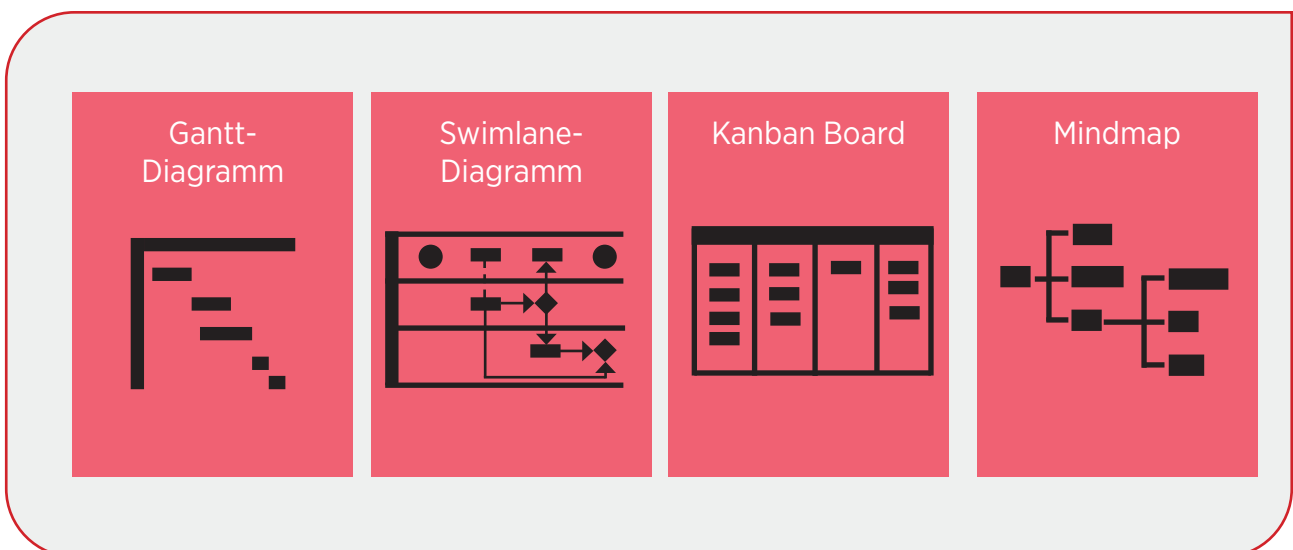 Gantt-
Diagramm
Swimlane-
Diagramm
Kanban Board
Mindmap